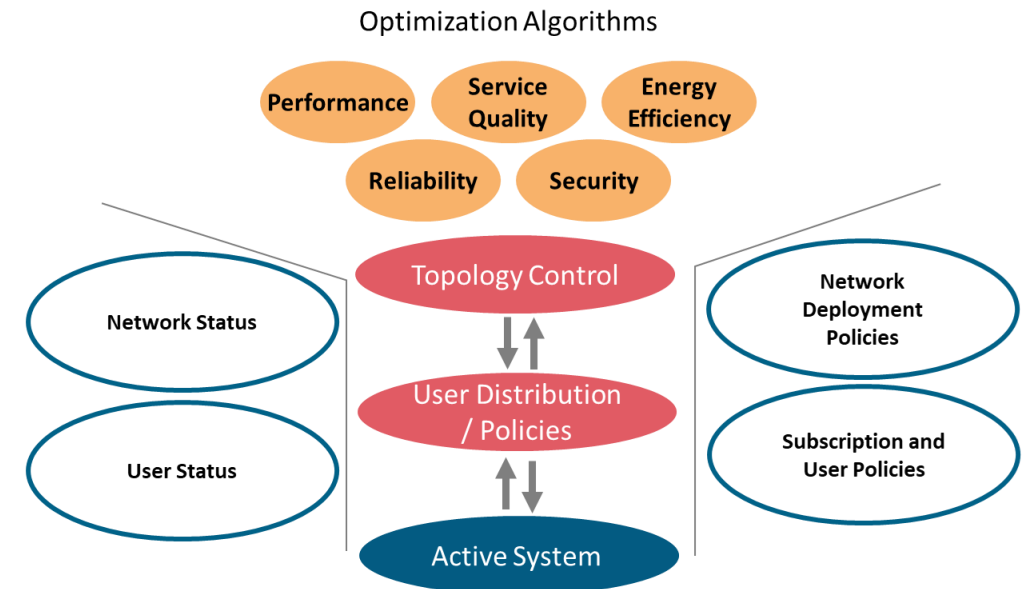 Optimization Algorithms
Performance
Service
Quality
Energy
Efficiency
Reliability
Security
Topology Control
Network Status
Network
Deployment
Policies
User Distribution
/ Policies
User Status
Subscription and
User Policies
Active System